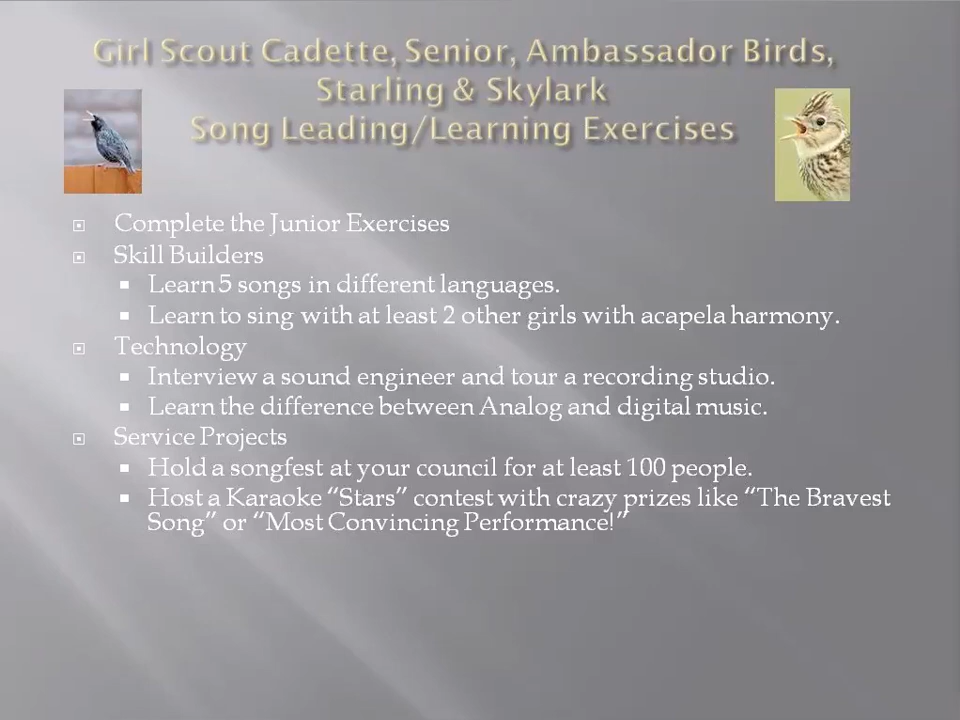 Girl Scout Cadette, Senior, Ambassador Birds,
Starling & Skylark
Song Leading/Learning Exercises
Complete the Junior Exercises
Skill Builders
Learn 5 songs in different languages.
Learn to sing with at least 2 other girls with acapela harmony.
Technology
Interview a sound engineer and tour a recording studio.
Learn the difference between Analog and digital music.
Service Projects
Hold a songfest at your council for at least 100 people.
Host a Karaoke “Stars” contest with crazy prizes like “The Bravest
Song” or “Most Convincing Performance!”